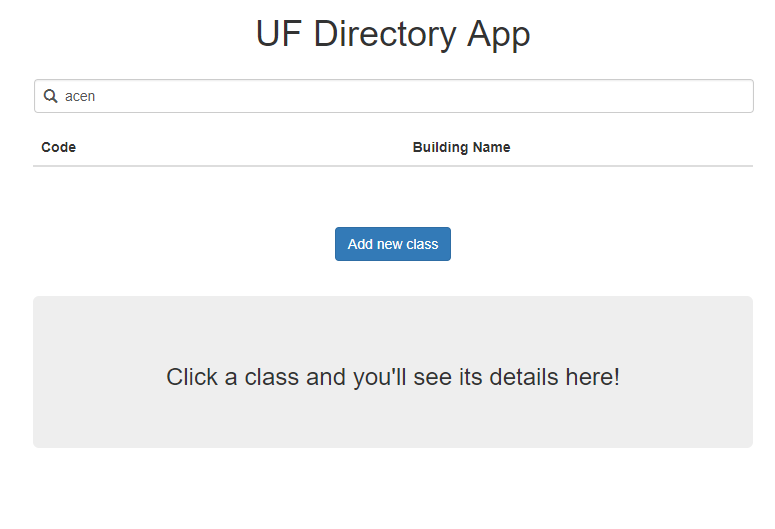 UF Directory App
acen
Code Building Name
Add new class
Click a class and you'll see its details here!